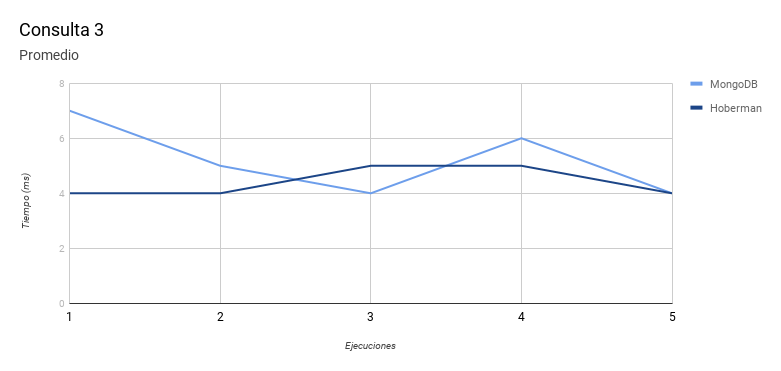 Consulta 3
Promedio
MongoDB
Hoberman
8
6
4
2
0
Tiempo (ms)
1 2 3 4 5
Ejecuciones